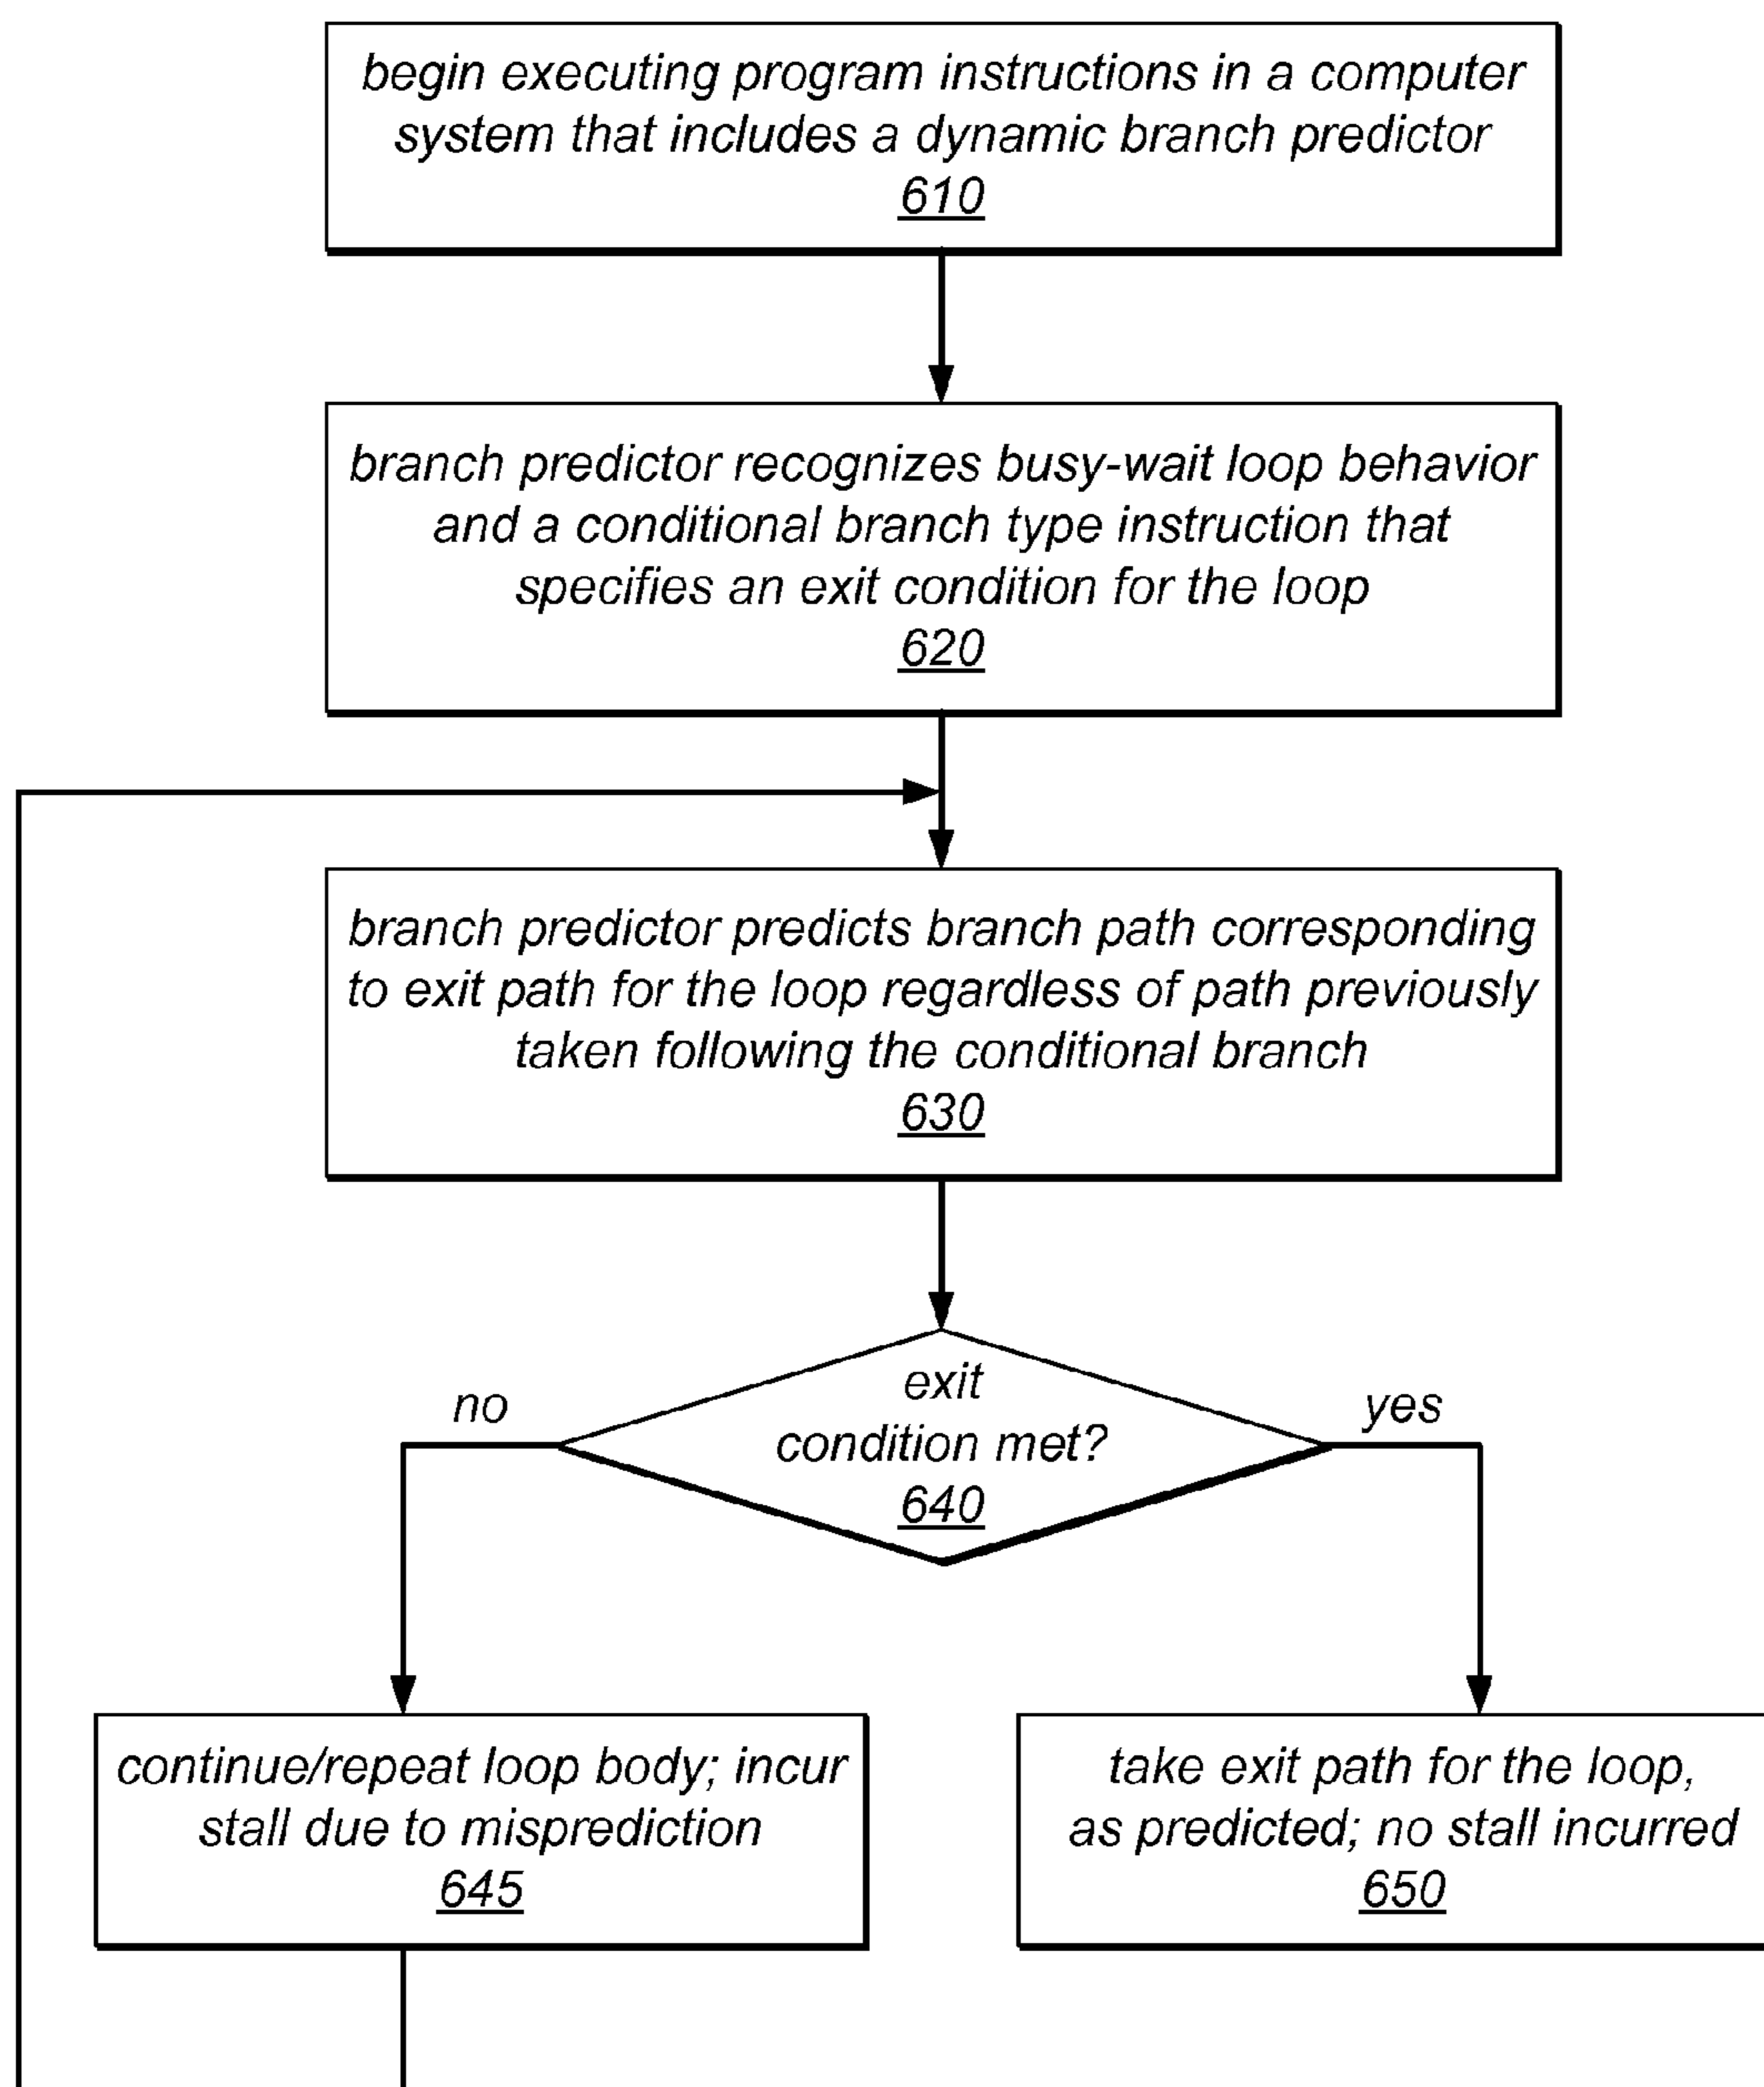 begin executing program instructions in a computer
system that includes a dynamic branch predictor
610
branch predictor recognizes busy-wait loop behavior
and a conditional branch type instruction that
specifies an exit condition for the loop
620
branch predictor predicts branch path corresponding
to exit path for the loop regardless of path previously
taken following the conditional branch
630
exit
condition met?
640
no
yes
continue/repeat loop body; incur
stall due to misprediction
645
take exit path for the loop,
as predicted; no stall incurred
650